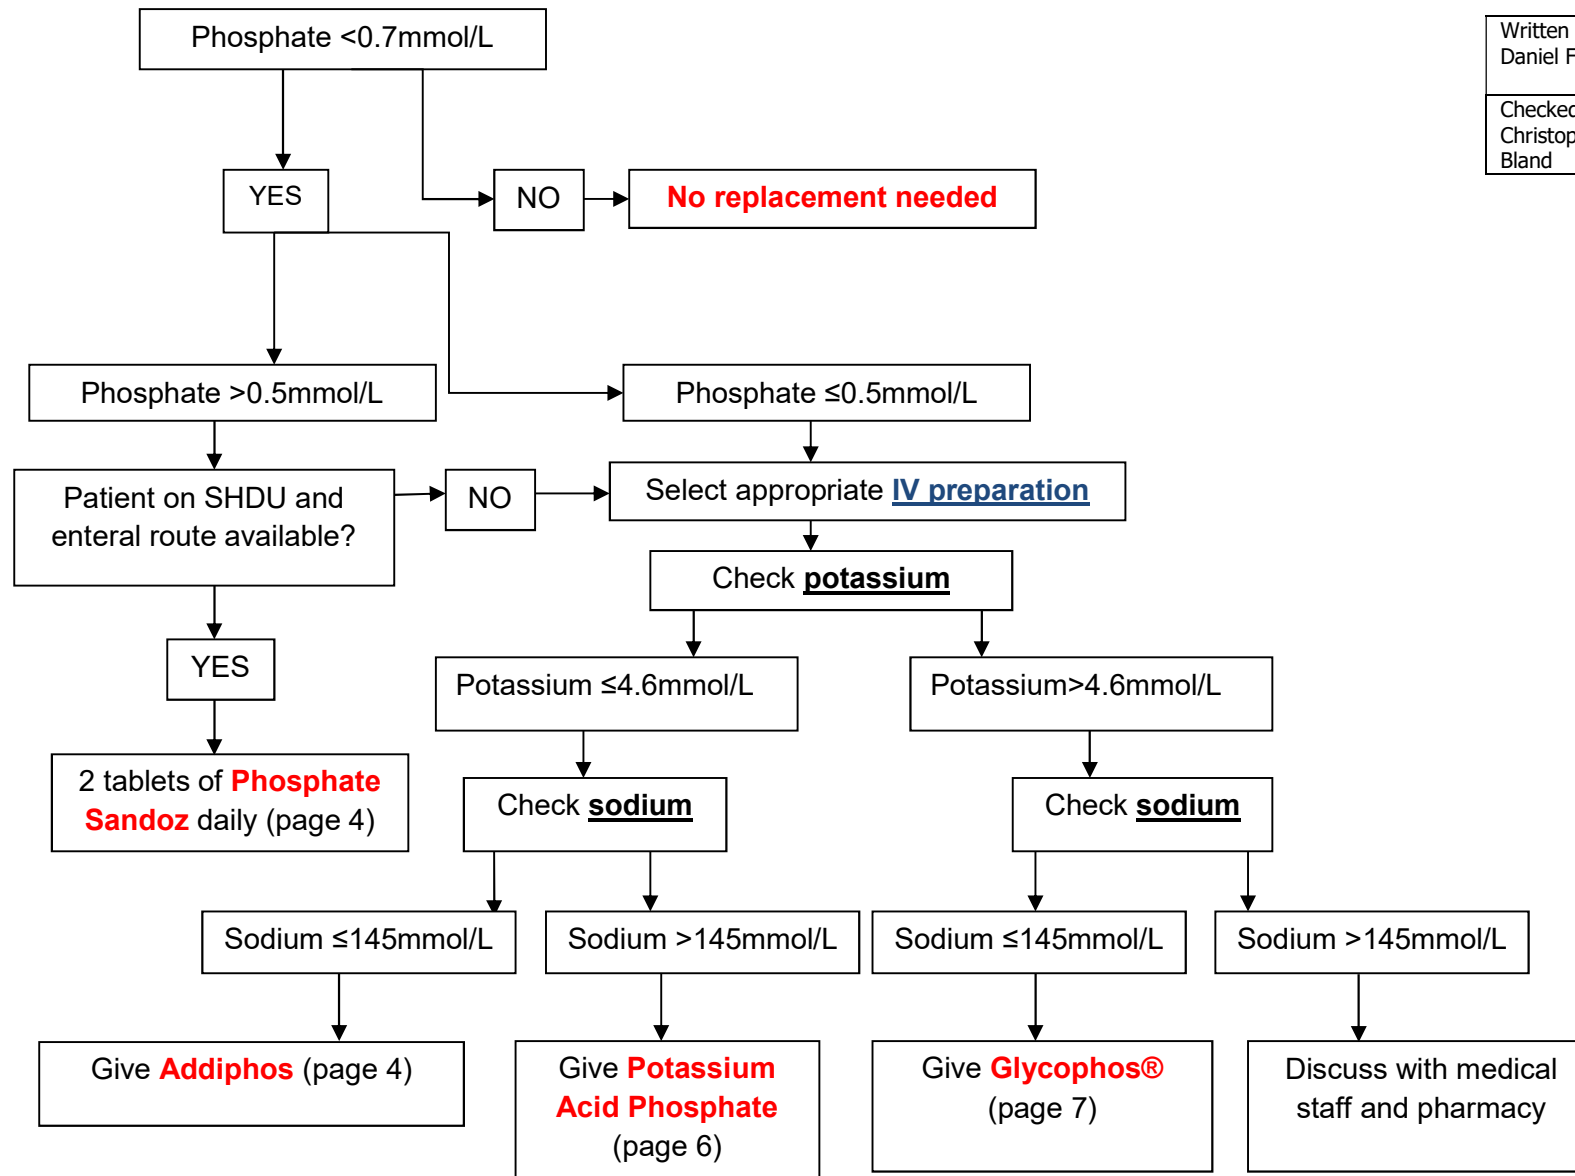 Phosphate <0.7mmol/L
Written
Daniel F
Checked
Christop
Bland
YES
NO
No replacement needed
Phosphate >0.5mmol/L
Phosphate ≤0.5mmol/L
Patient on SHDU and
enteral route available?
NO
Select appropriate IV preparation
Check potassium
YES
Potassium ≤4.6mmol/L
Potassium>4.6mmol/L
2 tablets of Phosphate
Sandoz daily (page 4)
Check sodium
Check sodium
Sodium ≤145mmol/L
Sodium >145mmol/L
Sodium ≤145mmol/L
Sodium >145mmol/L
Give Addiphos (page 4)
Give Potassium
Acid Phosphate
(page 6)
Give Glycophos®
(page 7)
Discuss with medical
staff and pharmacy